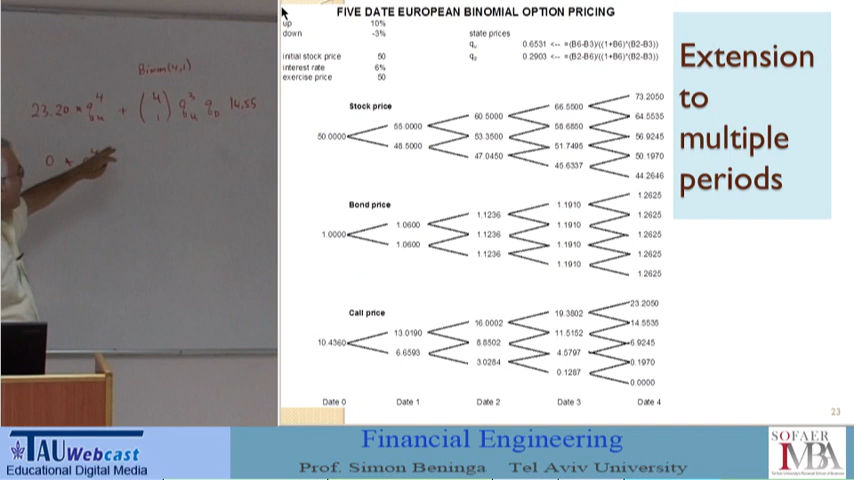 Binom(4,1)
23.20 * q_u^4 + (4 1) q_u^3 q_D 14.55
0 *
FIVE DATE EUROPEAN BINOMIAL OPTION PRICING
up 10%
down -3% state prices
0.6531 <-- =(B6-B3)/((1+B6)*(B2-B3))
initial stock price 50 0.2903 <-- =(B2-B6)/((1+B6)*(B2-B3))
interest rate 6%
exercise price 50
Stock price
73.2050
66.5500
60.5000 64.5535
55.0000 58.6850
50.0000 53.3500 56.9245
48.5000 51.7495
47.0450 50.1970
45.6337
44.2646
Bond price
1.2625
1.1910
1.1236 1.2625
1.0600 1.1910
1.0000 1.1236 1.2625
1.0600 1.1910
1.1236 1.2625
1.1910
1.2625
Call price
23.2050
19.3802
16.0002 14.5535
13.0190 11.5152
10.4360 8.8502 6.9245
6.6593 4.5797
3.0284 0.1970
0.1287
0.0000
Date 0 Date 1 Date 2 Date 3 Date 4
Extension
to
multiple
periods
23
TAU Webcast
Educational Digital Media
Financial Engineering
Prof. Simon Beninga Tel Aviv University
SOFAER
IMBA